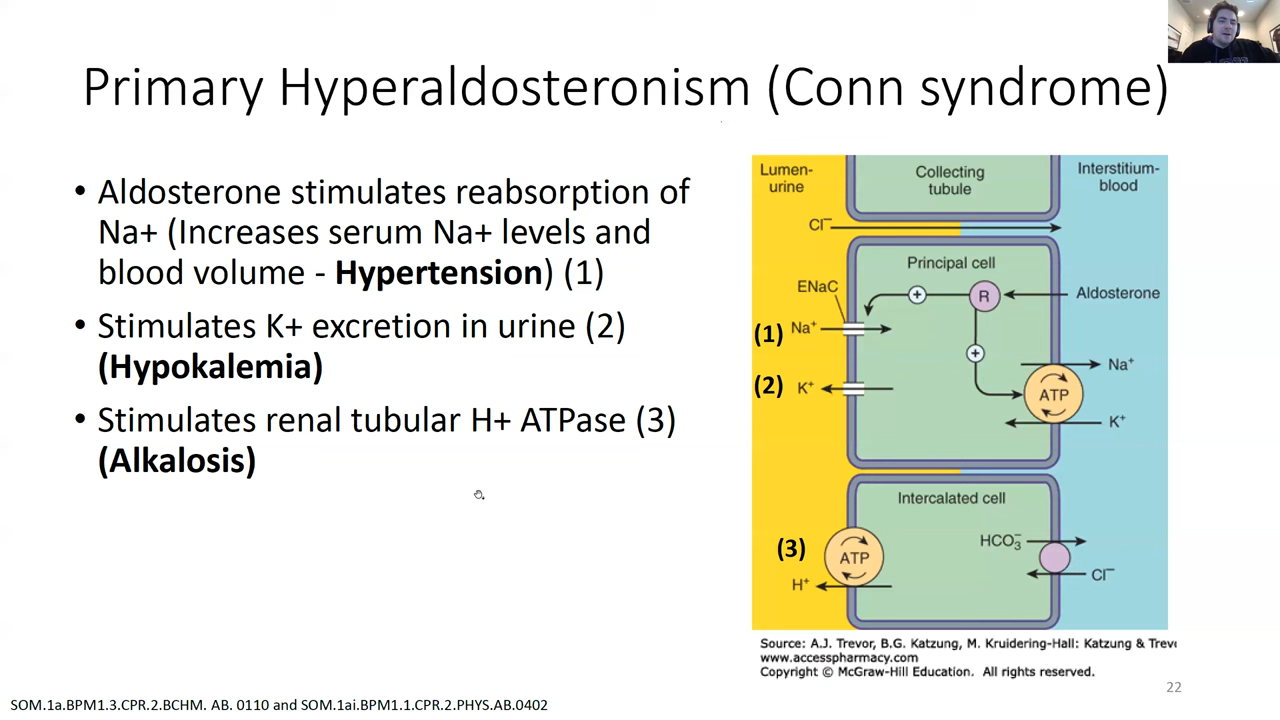 Primary Hyperaldosteronism (Conn syndrome)
• Aldosterone stimulates reabsorption of
Na+ (Increases serum Na+ levels and
blood volume - Hypertension) (1)
• Stimulates K+ excretion in urine (2)
(Hypokalemia)
• Stimulates renal tubular H+ ATPase (3)
(Alkalosis)
Lumen-
urine
Collecting
tubule
Interstitium-
blood
Cl⁻
Principal cell
ENaC
+
R
Aldosterone
(1) Na⁺
+
Na⁺
(2) K⁺
ATP
K⁺
Intercalated cell
(3)
ATP
HCO₃⁻
H⁺
Cl⁻
Source: A.J. Trevor, B.G. Katzung, M. Kruidering-Hall: Katzung & Treve
www.accesspharmacy.com
Copyright © McGraw-Hill Education. All rights reserved.
22
SOM.1a.BPM1.3.CPR.2.BCHM. AB. 0110 and SOM.1ai.BPM1.1.CPR.2.PHYS.AB.0402